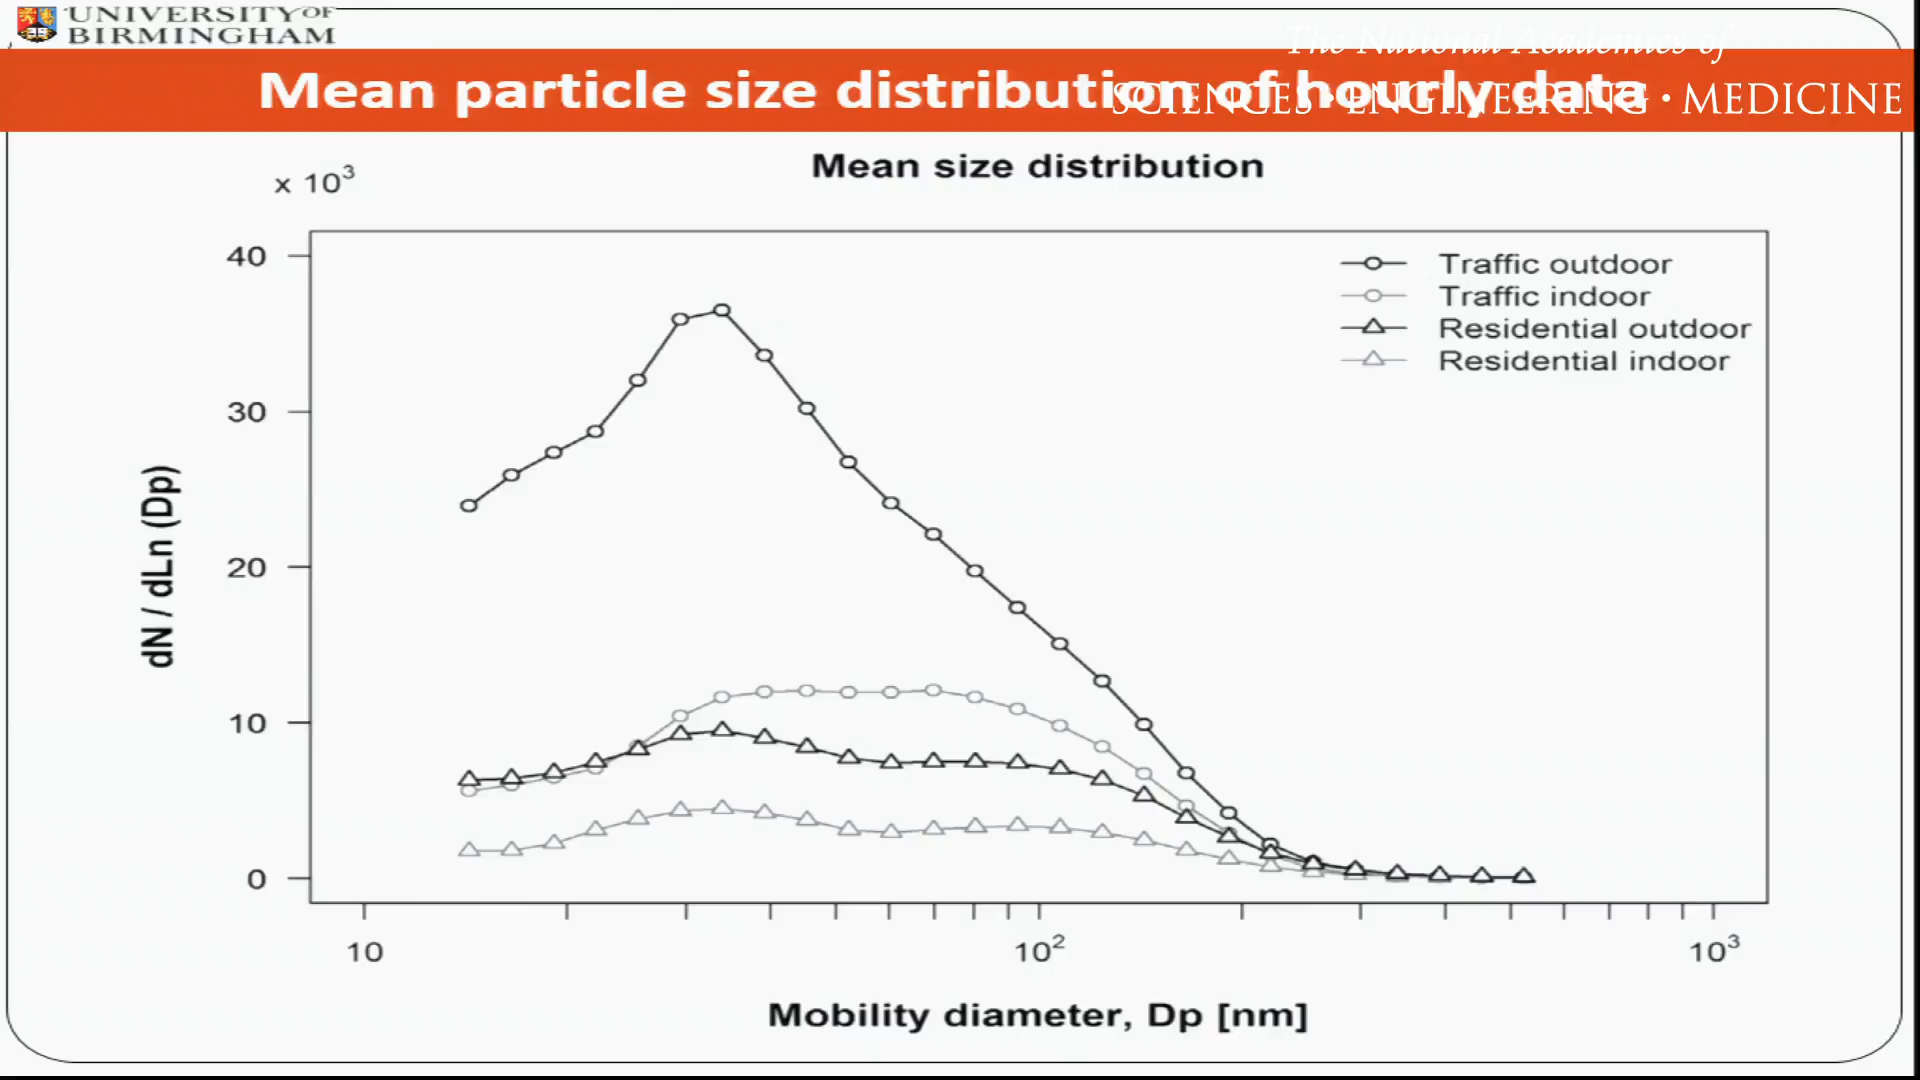 UNIVERSITY OF
BIRMINGHAM
The National Academies of
SCIENCES • ENGINEERING • MEDICINE
Mean particle size distribution of hourly data
Mean size distribution
x 10³
40
30
20
10
0
dN / dLn (Dp)
Traffic outdoor
Traffic indoor
Residential outdoor
Residential indoor
10
10²
10³
Mobility diameter, Dp [nm]